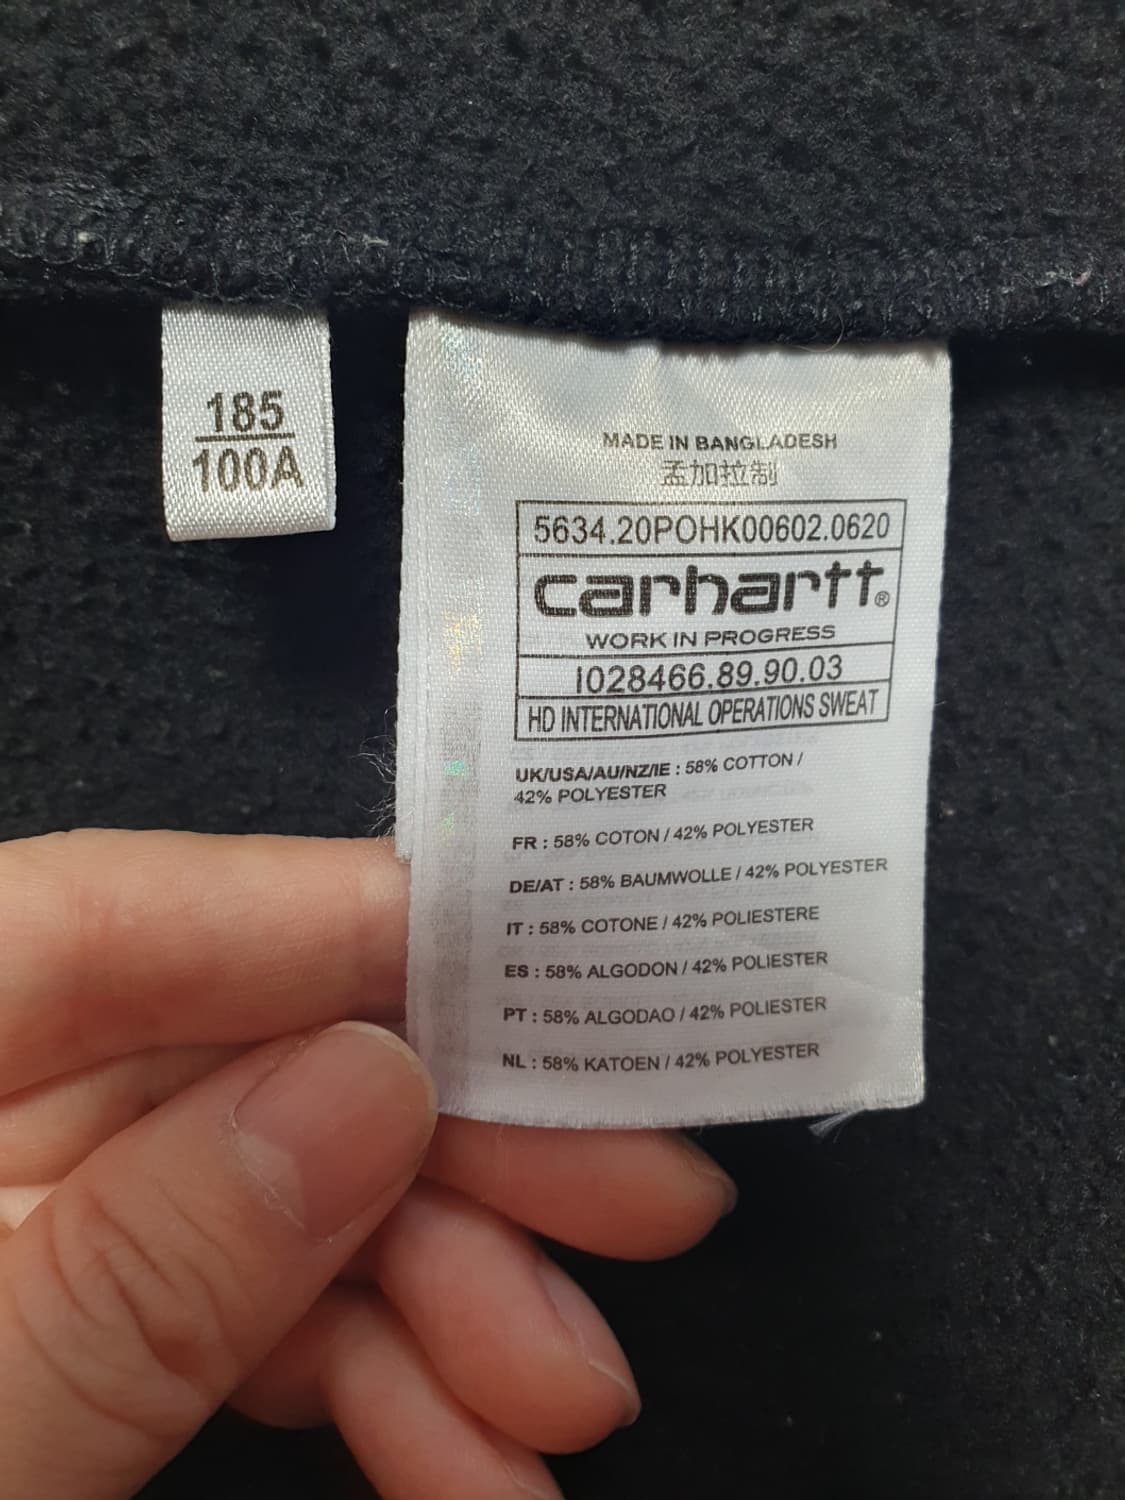 185
100A
MADE IN BANGLADESH
孟加拉制
5634.20POHK00602.0620
carhartt®
WORK IN PROGRESS
I028466.89.90.03
HD INTERNATIONAL OPERATIONS SWEAT
UK/USA/AU/NZ/IE : 58% COTTON /
42% POLYESTER
FR : 58% COTON / 42% POLYESTER
DE/AT : 58% BAUMWOLLE / 42% POLYESTER
IT : 58% COTONE / 42% POLIESTERE
ES : 58% ALGODON / 42% POLIESTER
PT : 58% ALGODAO / 42% POLIESTER
NL : 58% KATOEN / 42% POLYESTER